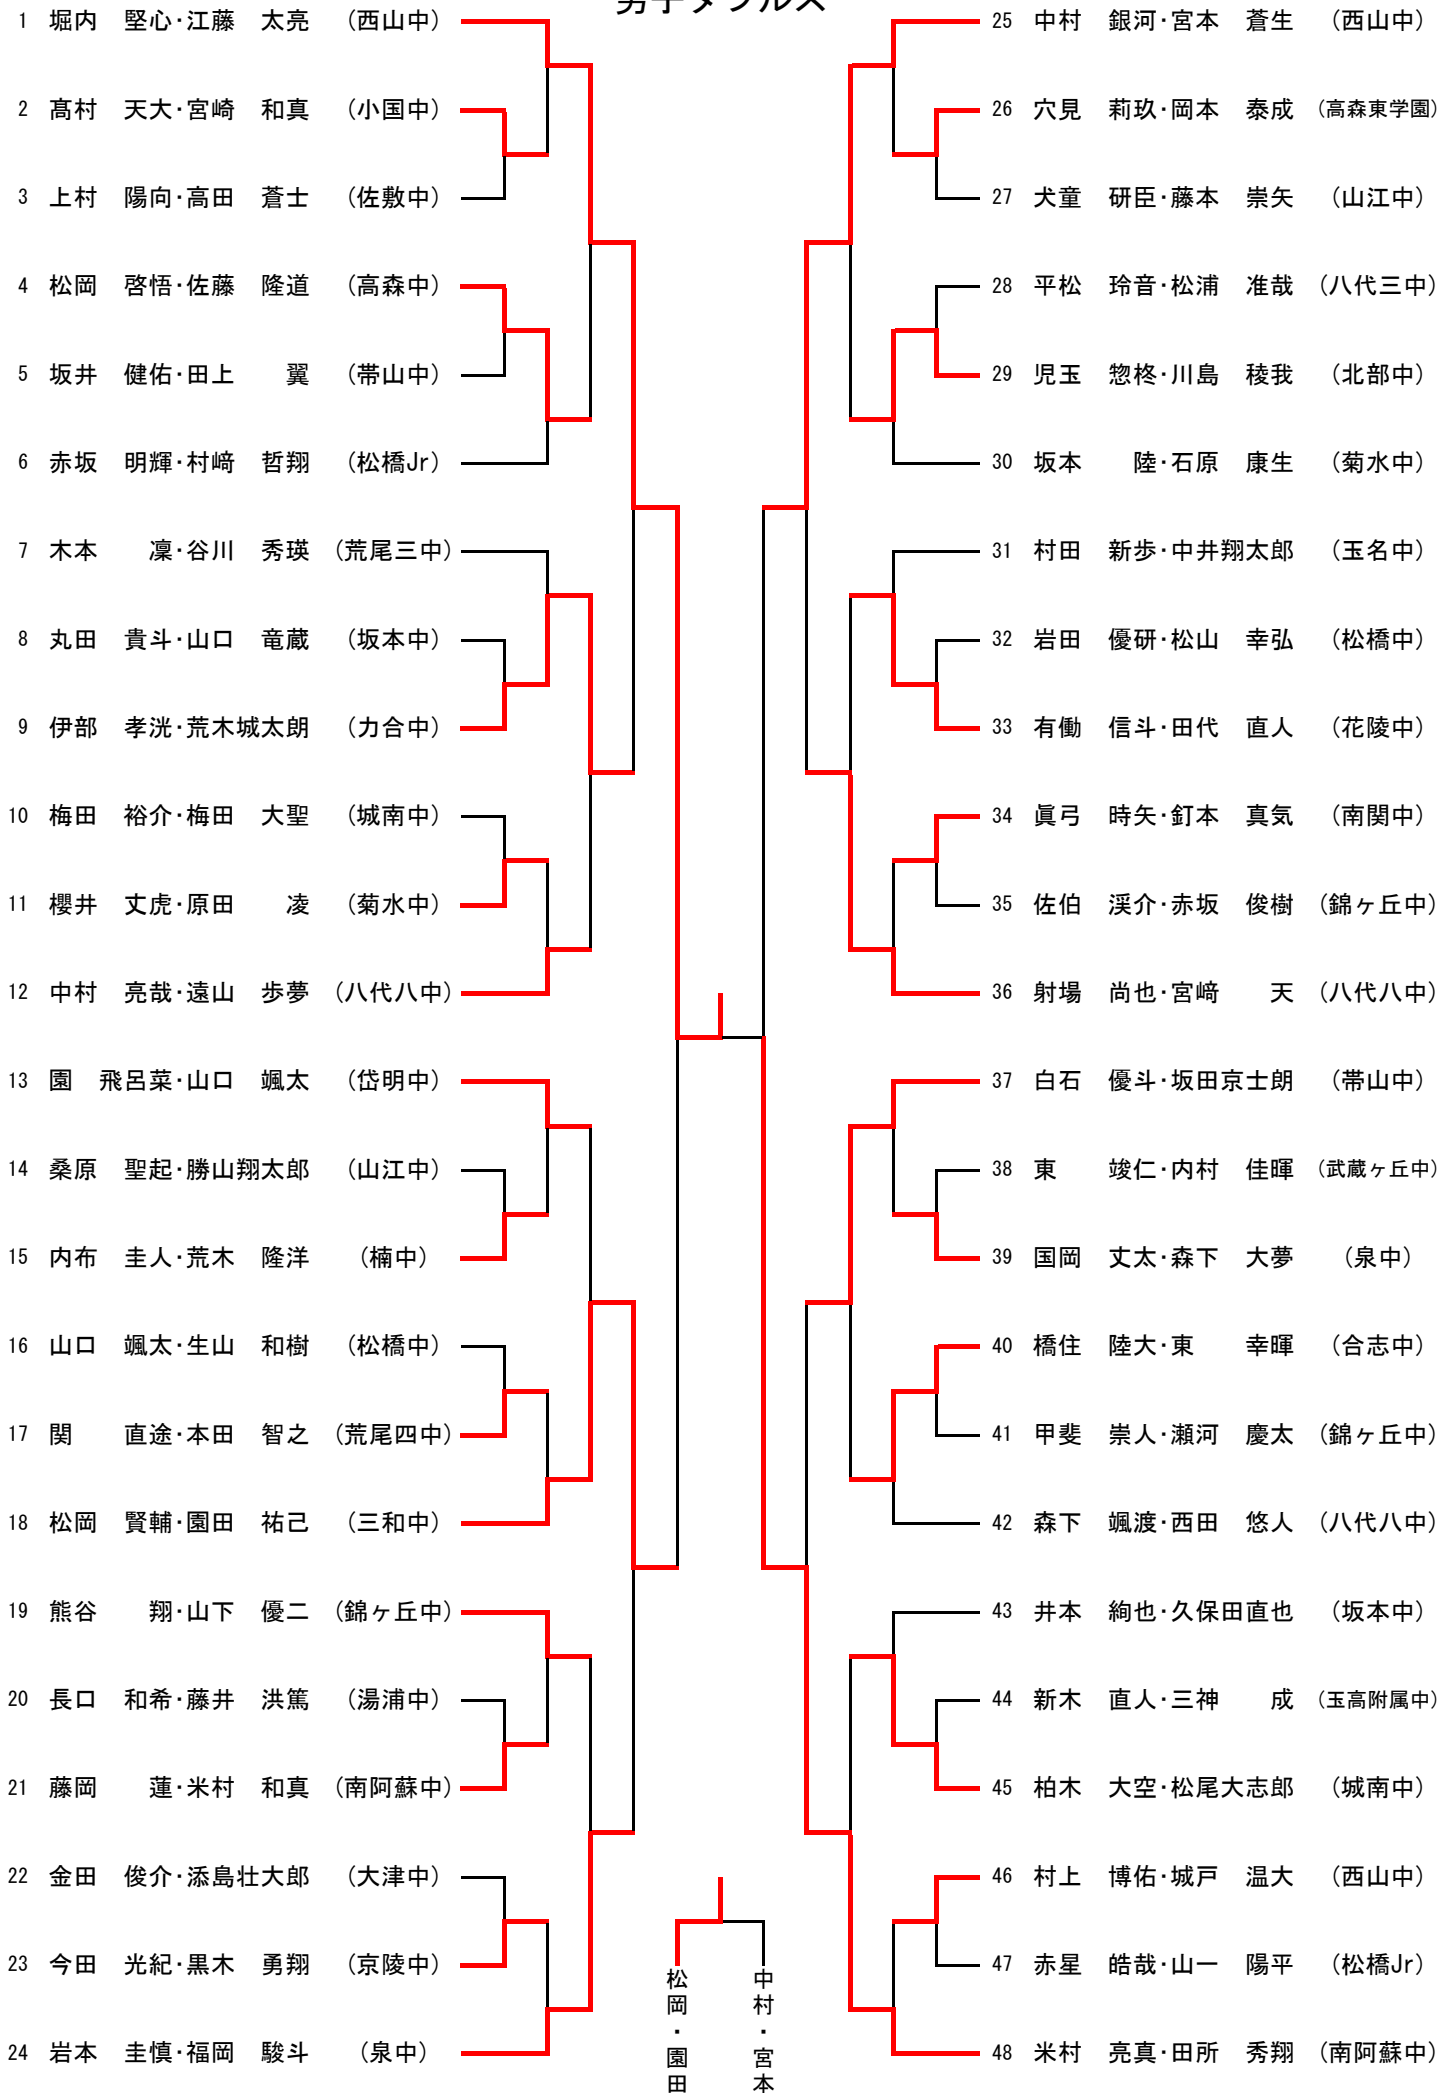 男子ダブルス
1 堀内　堅心・江藤　太亮　（西山中）
2 髙村　天大・宮崎　和真　（小国中）
3 上村　陽向・高田　蒼士　（佐敷中）
4 松岡　啓悟・佐藤　隆道　（高森中）
5 坂井　健佑・田上　　翼　（帯山中）
6 赤坂　明輝・村﨑　哲翔　（松橋Jr）
7 木本　　凜・谷川　秀瑛　（荒尾三中）
8 丸田　貴斗・山口　竜蔵　（坂本中）
9 伊部　孝洸・荒木城太朗　（力合中）
10 梅田　裕介・梅田　大聖　（城南中）
11 櫻井　丈虎・原田　　凌　（菊水中）
12 中村　亮哉・遠山　歩夢　（八代八中）
13 園　飛呂菜・山口　颯太　（岱明中）
14 桑原　聖起・勝山翔太郎　（山江中）
15 内布　圭人・荒木　隆洋　（楠中）
16 山口　颯太・生山　和樹　（松橋中）
17 関　　直途・本田　智之　（荒尾四中）
18 松岡　賢輔・園田　祐己　（三和中）
19 熊谷　　翔・山下　優二　（錦ヶ丘中）
20 長口　和希・藤井　洪篤　（湯浦中）
21 藤岡　　蓮・米村　和真　（南阿蘇中）
22 金田　俊介・添島壮大郎　（大津中）
23 今田　光紀・黒木　勇翔　（京陵中）
24 岩本　圭慎・福岡　駿斗　（泉中）
25 中村　銀河・宮本　蒼生　（西山中）
26 穴見　莉玖・岡本　泰成　（高森東学園）
27 犬童　研臣・藤本　崇矢　（山江中）
28 平松　玲音・松浦　准哉　（八代三中）
29 児玉　惣柊・川島　稜我　（北部中）
30 坂本　　陸・石原　康生　（菊水中）
31 村田　新歩・中井翔太郎　（玉名中）
32 岩田　優研・松山　幸弘　（松橋中）
33 有働　信斗・田代　直人　（花陵中）
34 眞弓　時矢・釘本　真気　（南関中）
35 佐伯　渓介・赤坂　俊樹　（錦ヶ丘中）
36 射場　尚也・宮﨑　　天　（八代八中）
37 白石　優斗・坂田京士朗　（帯山中）
38 東　　竣仁・内村　佳暉　（武蔵ヶ丘中）
39 国岡　丈太・森下　大夢　（泉中）
40 橋住　陸大・東　　幸暉　（合志中）
41 甲斐　崇人・瀬河　慶太　（錦ヶ丘中）
42 森下　颯渡・西田　悠人　（八代八中）
43 井本　絢也・久保田直也　（坂本中）
44 新木　直人・三神　　成　（玉高附属中）
45 柏木　大空・松尾大志郎　（城南中）
46 村上　博佑・城戸　温大　（西山中）
47 赤星　皓哉・山一　陽平　（松橋Jr）
48 米村　亮真・田所　秀翔　（南阿蘇中）
松岡・園田
中村・宮本